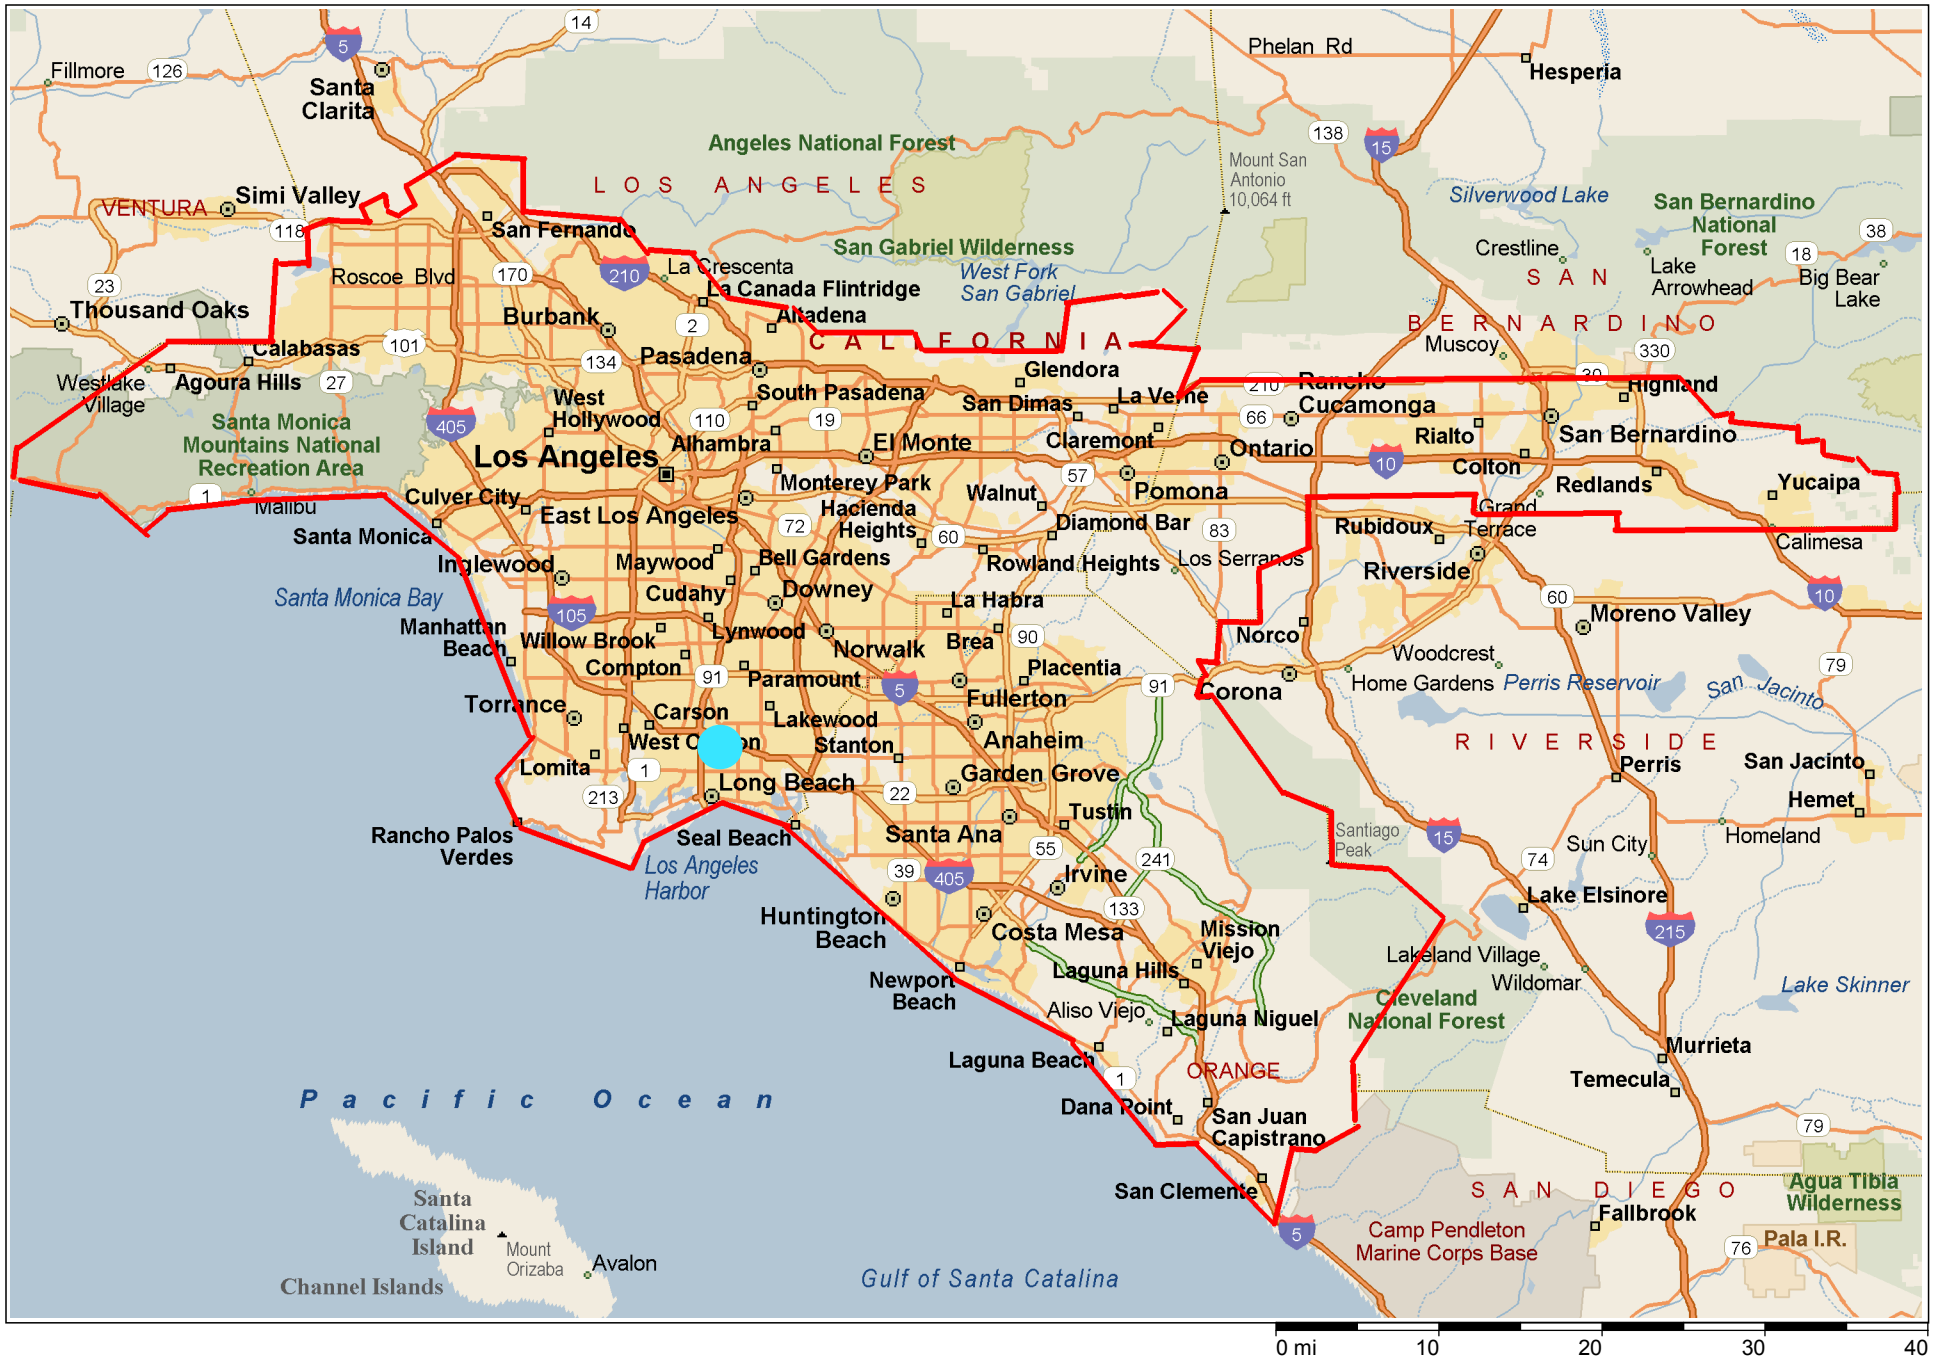 14
Phelan Rd
5
Fillmore
126
Santa
Clarita
Hesperia
138
15
Angeles National Forest
Mount San
Antonio
10,064 ft
LOS ANGELES
Silverwood Lake
San Bernardino
National
Forest
VENTURA
Simi Valley
118
San Fernando
38
San Gabriel Wilderness
Crestline
18
Lake
Arrowhead
Big Bear
Lake
SAN
Roscoe Blvd
170
210
La Crescenta
West Fork
San Gabriel
23
La Canada Flintridge
Thousand Oaks
Burbank
2
Altadena
BERNARDINO
CALIFORNIA
Muscoy
330
Calabasas
101
134
Pasadena
Glendora
Westlake
Village
Agoura Hills
27
South Pasadena
La Verne
210
Rancho
Cucamonga
30
Highland
West
Hollywood
110
19
San Dimas
66
Santa Monica
Mountains National
Recreation Area
405
Alhambra
El Monte
Claremont
Ontario
Rialto
San Bernardino
Los Angeles
10
Colton
57
Monterey Park
Walnut
Pomona
Redlands
Yucaipa
1
Malibu
Culver City
East Los Angeles
Hacienda
Heights
Grand
Terrace
Santa Monica
72
60
Diamond Bar
83
Rubidoux
Calimesa
Inglewood
Maywood
Bell Gardens
Rowland Heights
Los Serranos
Riverside
Cudahy
Downey
Santa Monica Bay
105
La Habra
60
10
Moreno Valley
Manhattan
Beach
Willow Brook
Lynwood
Norwalk
Brea
90
Norco
Compton
Placentia
Woodcrest
79
91
Paramount
5
91
Corona
Home Gardens
Perris Reservoir
San Jacinto
Fullerton
Torrance
Carson
Lakewood
West C on
Stanton
Anaheim
RIVERSIDE
Lomita
1
Perris
San Jacinto
Long Beach
Garden Grove
213
22
Hemet
Tustin
Rancho Palos
Verdes
Seal Beach
Santa Ana
Santiago
Peak
15
Homeland
Los Angeles
Harbor
55
241
74
Sun City
39
405
Irvine
Lake Elsinore
133
Huntington
Beach
Costa Mesa
Mission
Viejo
215
Lakeland Village
Laguna Hills
Wildomar
Newport
Beach
Cleveland
National Forest
Lake Skinner
Aliso Viejo
Laguna Niguel
Murrieta
Laguna Beach
ORANGE
1
Temecula
Pacific Ocean
Dana Point
San Juan
Capistrano
79
San Clemente
SAN DIEGO
Agua Tibia
Wilderness
Santa
Catalina
Island
Fallbrook
5
Camp Pendleton
Marine Corps Base
76
Pala I.R.
Mount
Orizaba
Avalon
Channel Islands
Gulf of Santa Catalina
0 mi 10 20 30 40